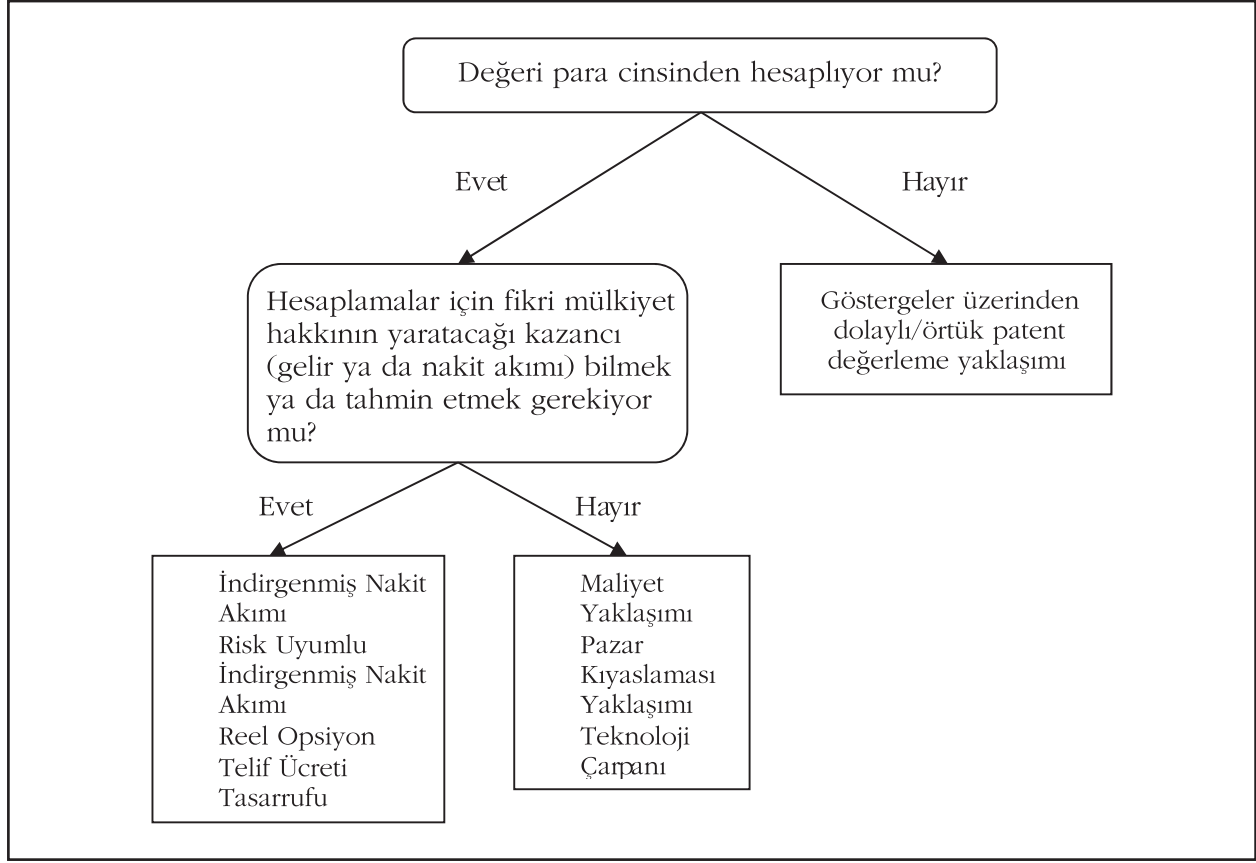 Değeri para cinsinden hesaplıyor mu?
Evet
Hayır
Hesaplamalar için fikri mülkiyet
hakkının yaratacağı kazancı
(gelir ya da nakit akımı) bilmek
ya da tahmin etmek gerekiyor
mu?
Göstergeler üzerinden
dolaylı/örtük patent
değerleme yaklaşımı
Evet
Hayır
İndirgenmiş Nakit
Akımı
Risk Uyumlu
İndirgenmiş Nakit
Akımı
Reel Opsiyon
Telif Ücreti
Tasarrufu
Maliyet
Yaklaşımı
Pazar
Kıyaslaması
Yaklaşımı
Teknoloji
Çarpanı